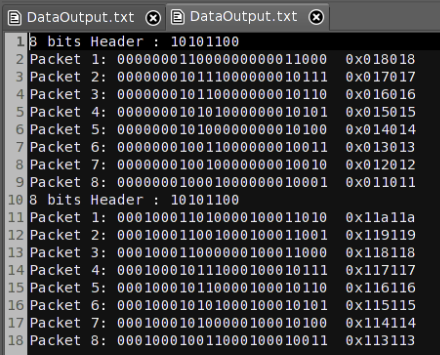 DataOutput.txt DataOutput.txt
1 8 bits Header : 10101100
2 Packet 1: 000000011000000000011000 0x018018
3 Packet 2: 000000010111000000010111 0x017017
4 Packet 3: 000000010110000000010110 0x016016
5 Packet 4: 000000010101000000010101 0x015015
6 Packet 5: 000000010100000000010100 0x014014
7 Packet 6: 000000010011000000010011 0x013013
8 Packet 7: 000000010010000000010010 0x012012
9 Packet 8: 000000010001000000010001 0x011011
10 8 bits Header : 10101100
11 Packet 1: 000100011010000100011010 0x11a11a
12 Packet 2: 000100011001000100011001 0x119119
13 Packet 3: 000100011000000100011000 0x118118
14 Packet 4: 000100010111000100010111 0x117117
15 Packet 5: 000100010110000100010110 0x116116
16 Packet 6: 000100010101000100010101 0x115115
17 Packet 7: 000100010100000100010100 0x114114
18 Packet 8: 000100010011000100010011 0x113113